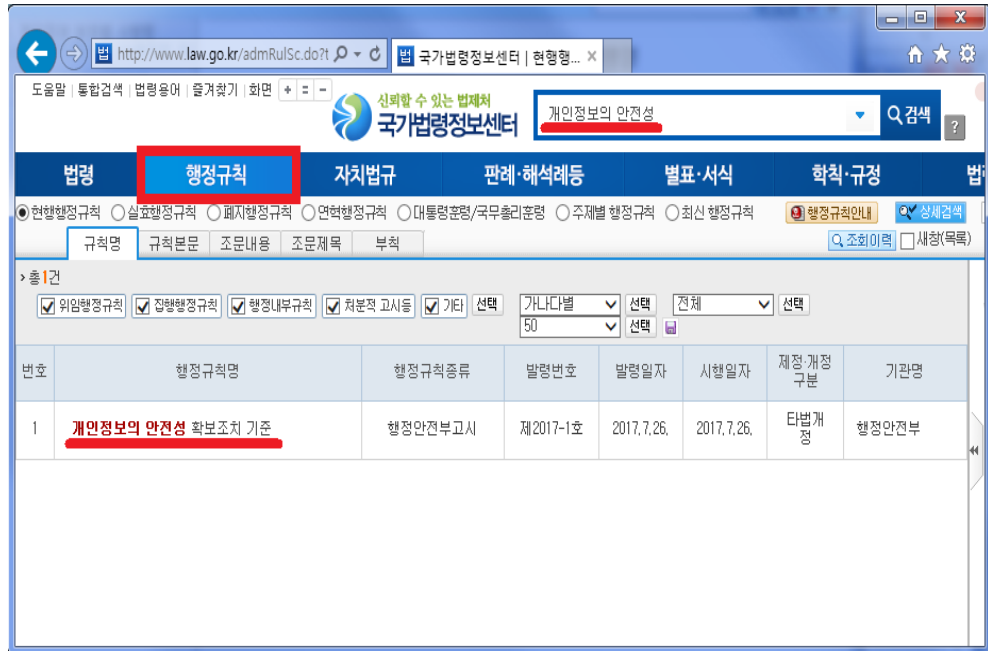 http://www.law.go.kr/admRulSc.do?t
국가법령정보센터 | 현행행...
도움말 | 통합검색 | 법령용어 | 즐겨찾기 | 화면 + = -
신뢰할 수 있는 법제처
국가법령정보센터
개인정보의 안전성
검색
?
법령 행정규칙 자치법규 판례·해석례등 별표·서식 학칙·규정
현행행정규칙 실효행정규칙 폐지행정규칙 연혁행정규칙 대통령훈령/국무총리훈령 주제별 행정규칙 최신 행정규칙 행정규칙안내 상세검색
규칙명 규칙본문 조문내용 조문제목 부칙 조회이력 새창(목록)
총1건
위임행정규칙 집행행정규칙 행정내부규칙 처분적 고시등 기타 선택 가나다별 선택 전체 선택
50 선택
번호 행정규칙명 행정규칙종류 발령번호 발령일자 시행일자 제정·개정 구분 기관명
1 개인정보의 안전성 확보조치 기준 행정안전부고시 제2017-1호 2017.7.26. 2017.7.26. 타법개정 행정안전부